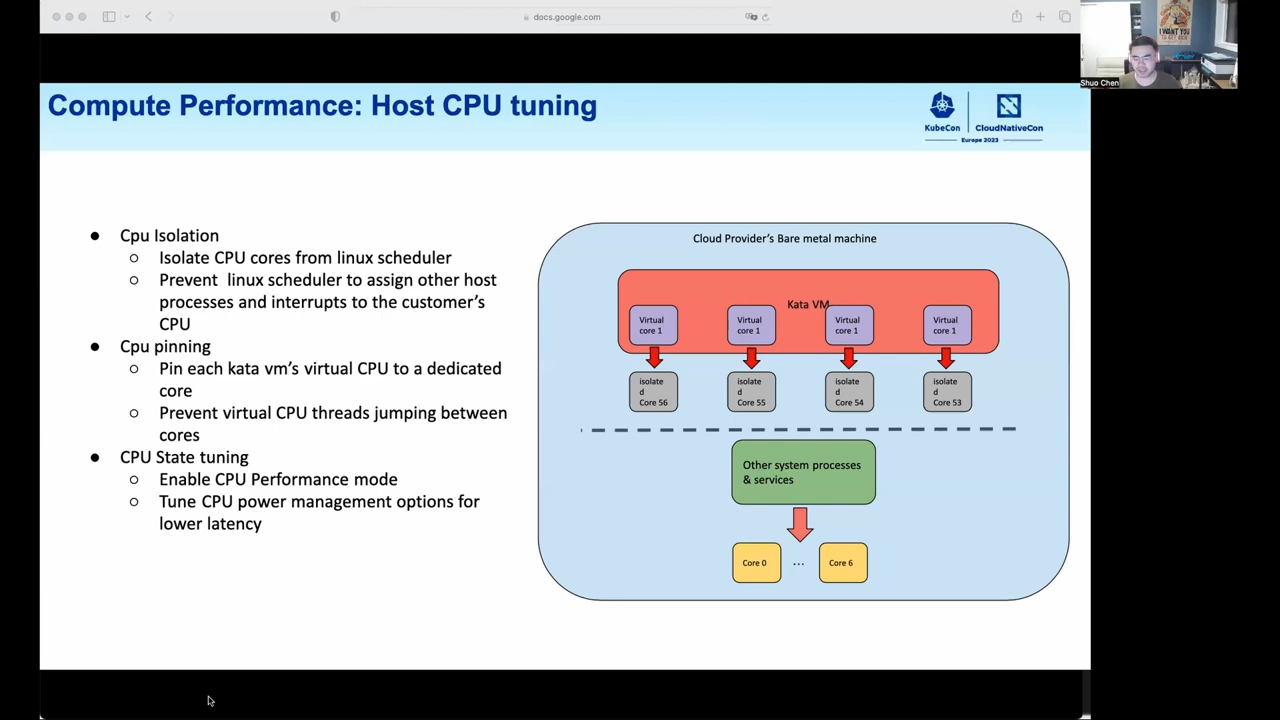 docs.google.com
I WANT YOU
Shuo Chen
Compute Performance: Host CPU tuning
KubeCon
CloudNativeCon
Europe 2023
● Cpu Isolation
○ Isolate CPU cores from linux scheduler
○ Prevent linux scheduler to assign other host
processes and interrupts to the customer's
CPU
● Cpu pinning
○ Pin each kata vm's virtual CPU to a dedicated
core
○ Prevent virtual CPU threads jumping between
cores
● CPU State tuning
○ Enable CPU Performance mode
○ Tune CPU power management options for
lower latency
Cloud Provider's Bare metal machine
Kata VM
Virtual
core 1
Virtual
core 1
Virtual
core 1
Virtual
core 1
isolate
d
Core 56
isolate
d
Core 55
isolate
d
Core 54
isolate
d
Core 53
Other system processes
& services
Core 0
...
Core 6